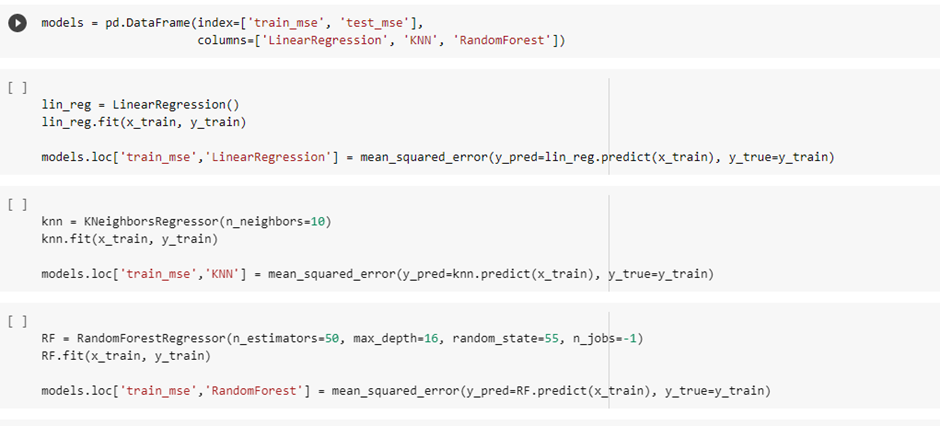 models = pd.DataFrame(index=['train_mse', 'test_mse'],
columns=['LinearRegression', 'KNN', 'RandomForest'])
[ ]
lin_reg = LinearRegression()
lin_reg.fit(x_train, y_train)
models.loc['train_mse','LinearRegression'] = mean_squared_error(y_pred=lin_reg.predict(x_train), y_true=y_train)
[ ]
knn = KNeighborsRegressor(n_neighbors=10)
knn.fit(x_train, y_train)
models.loc['train_mse','KNN'] = mean_squared_error(y_pred=knn.predict(x_train), y_true=y_train)
[ ]
RF = RandomForestRegressor(n_estimators=50, max_depth=16, random_state=55, n_jobs=-1)
RF.fit(x_train, y_train)
models.loc['train_mse','RandomForest'] = mean_squared_error(y_pred=RF.predict(x_train), y_true=y_train)